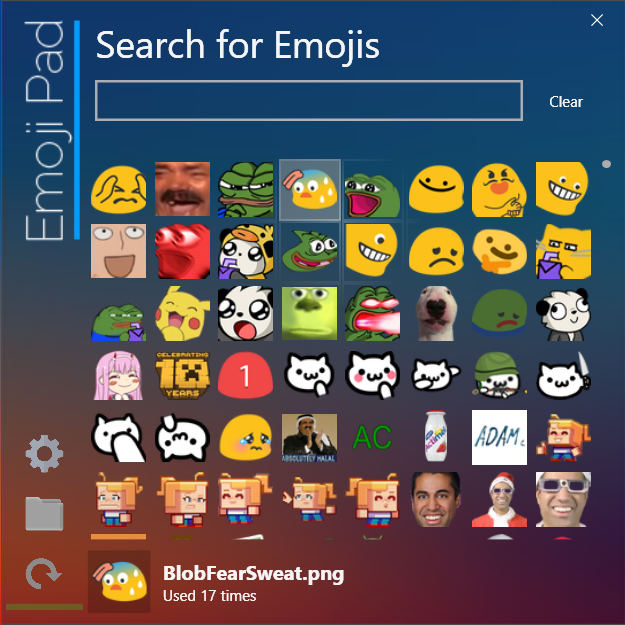 Emoji Pad
Search for Emojis
Clear
CELEBRATING
10
YEARS
1
ABSOLUTELY HALAL
AC
Actimel
ADAM
BlobFearSweat.png
Used 17 times